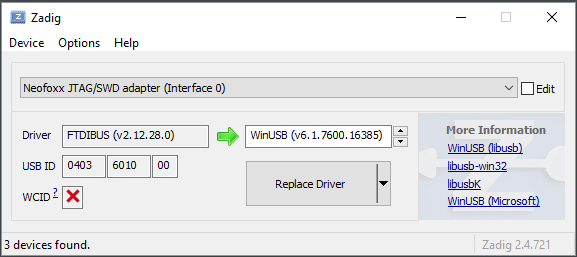 Zadig
Device Options Help
Neofoxx JTAG/SWD adapter (Interface 0)
Edit
Driver FTDIBUS (v2.12.28.0) WinUSB (v6.1.7600.16385)
More Information
WinUSB (libusb)
USB ID 0403 6010 00
libusb-win32
Replace Driver
libusbK
WCID ?
WinUSB (Microsoft)
3 devices found.
Zadig 2.4.721